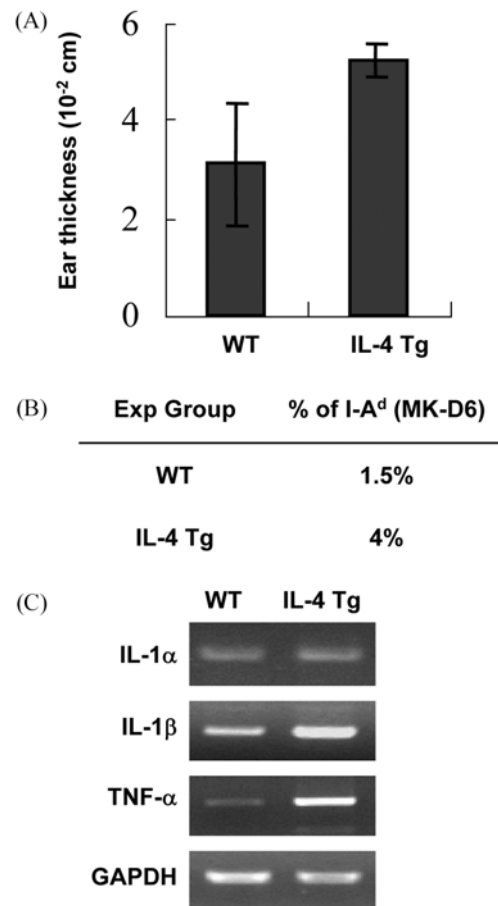 (A)
Ear thickness (10⁻² cm)
6
4
2
0
WT IL-4 Tg
(B)
Exp Group % of I-Aᵈ (MK-D6)
WT 1.5%
IL-4 Tg 4%
(C)
WT IL-4 Tg
IL-1α
IL-1β
TNF-α
GAPDH